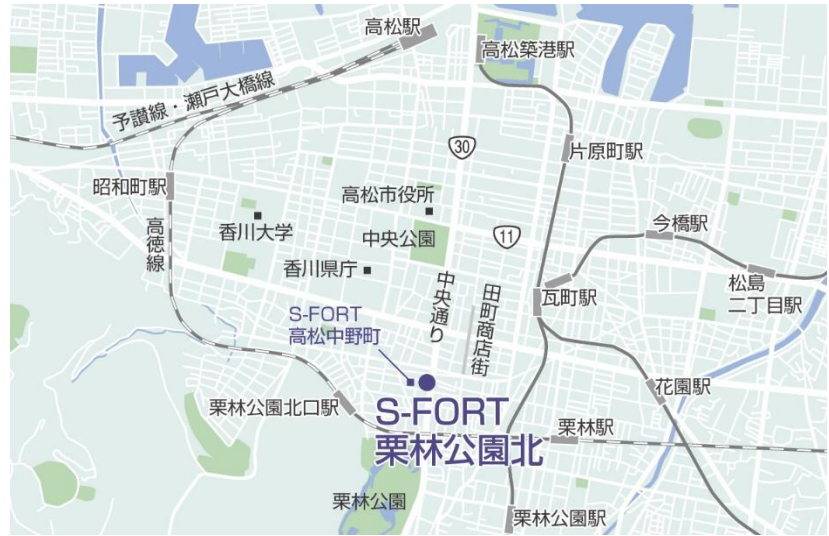 高松駅
高松築港駅
予讃線・瀬戸大橋線
30
片原町駅
昭和町駅
高松市役所
今橋駅
香川大学
高徳線
中央公園
11
香川県庁
中央通り
田町商店街
瓦町駅
松島
二丁目駅
S-FORT
高松中野町
花園駅
栗林公園北口駅
S-FORT
栗林公園北
栗林駅
栗林公園
栗林公園駅